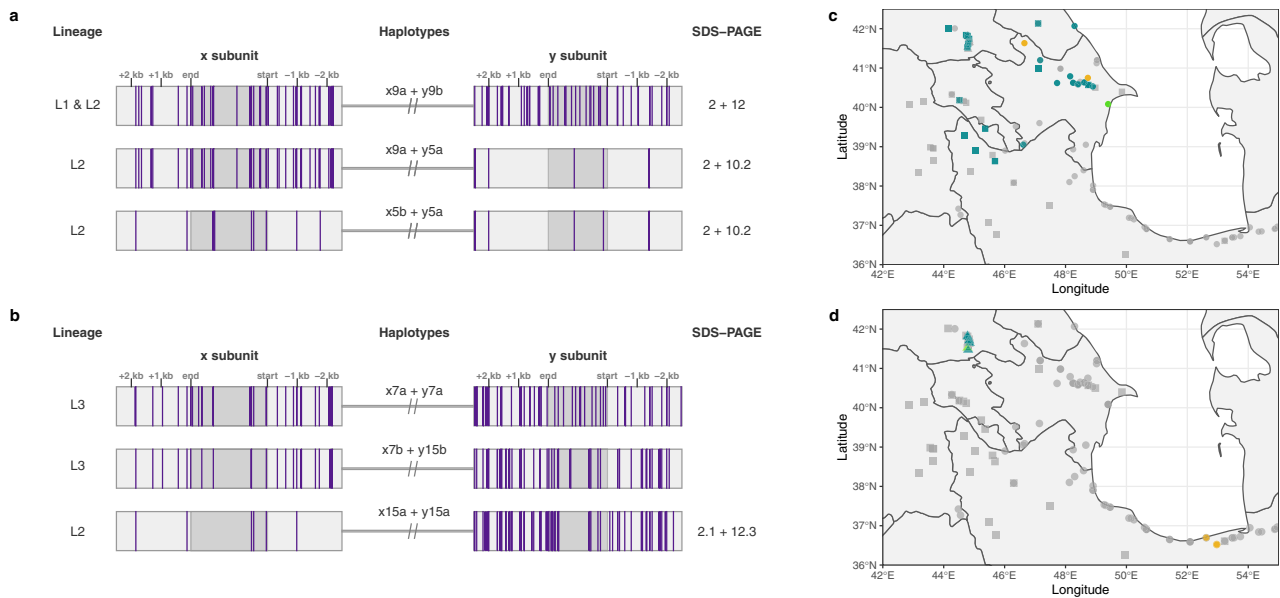 a
Lineage
Haplotypes
SDS–PAGE
x subunit
y subunit
+2 kb +1 kb end start −1 kb −2 kb
+2 kb +1 kb end start −1 kb −2 kb
L1 & L2
x9a + y9b
2 + 12
L2
x9a + y5a
2 + 10.2
L2
x5b + y5a
2 + 10.2
b
Lineage
Haplotypes
SDS–PAGE
x subunit
y subunit
+2 kb +1 kb end start −1 kb −2 kb
+2 kb +1 kb end start −1 kb −2 kb
L3
x7a + y7a
L3
x7b + y15b
L2
x15a + y15a
2.1 + 12.3
c
Latitude
42°N
41°N
40°N
39°N
38°N
37°N
36°N
42°E 44°E 46°E 48°E 50°E 52°E 54°E
Longitude
d
Latitude
42°N
41°N
40°N
39°N
38°N
37°N
36°N
42°E 44°E 46°E 48°E 50°E 52°E 54°E
Longitude